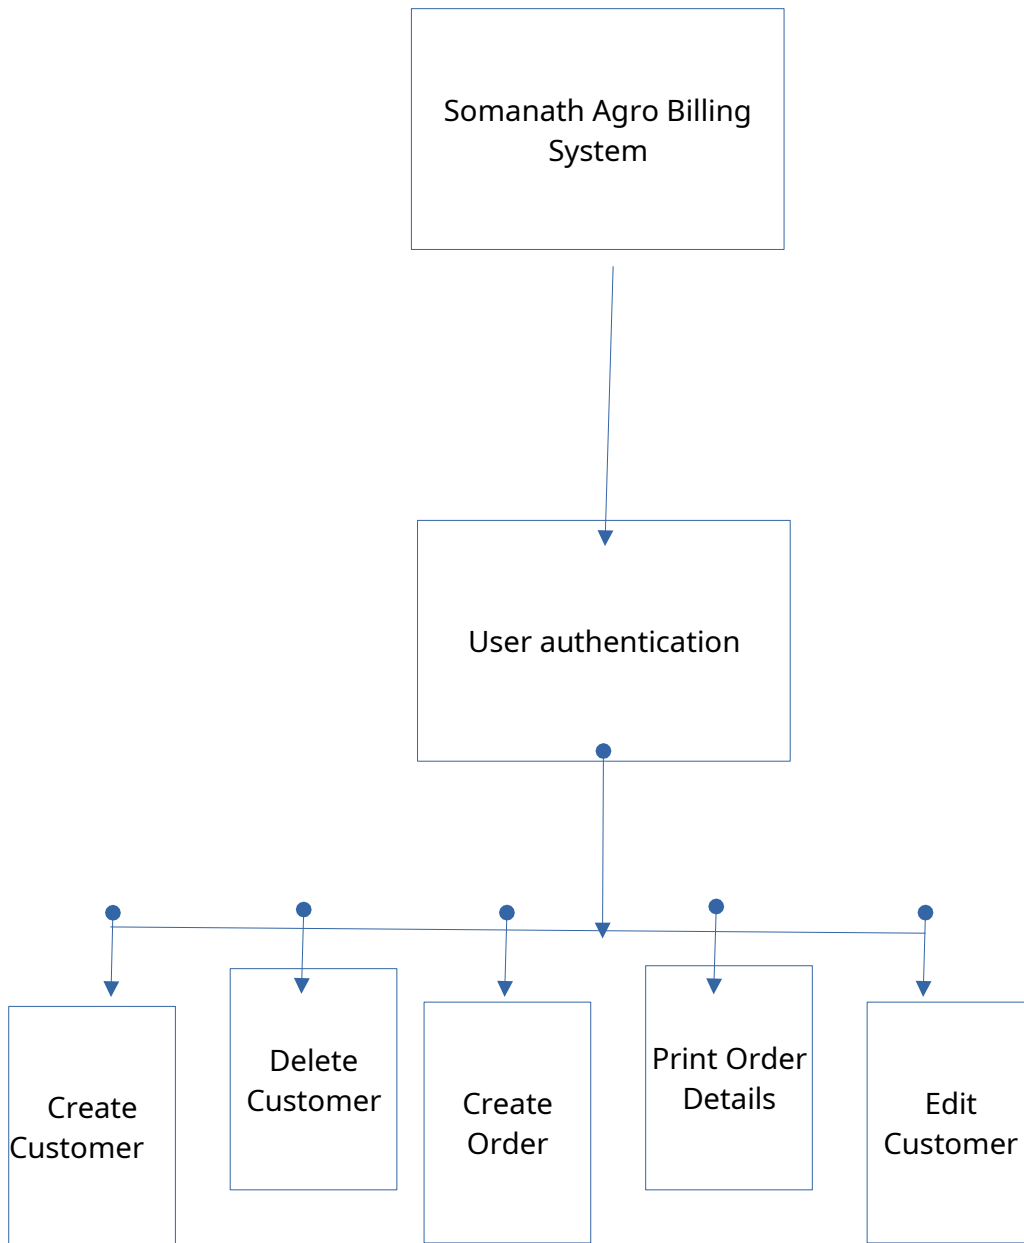 Somanath Agro Billing
System
User authentication
Create
Customer
Delete
Customer
Create
Order
Print Order
Details
Edit
Customer